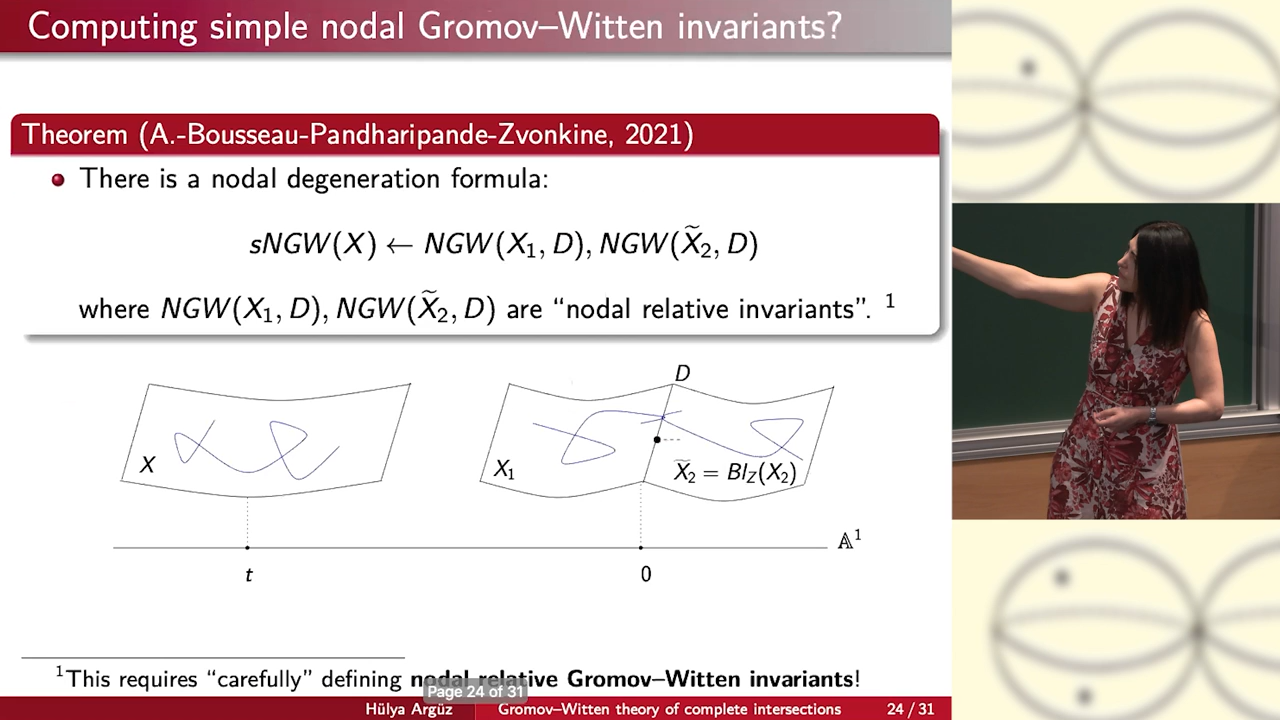 Computing simple nodal Gromov–Witten invariants?
Theorem (A.-Bousseau-Pandharipande-Zvonkine, 2021)
There is a nodal degeneration formula:
sNGW(X) ← NGW(X₁, D), NGW(X̃₂, D)
where NGW(X₁, D), NGW(X̃₂, D) are “nodal relative invariants”. ¹
D
X
X₁
X̃₂ = Bl_Z(X₂)
𝔸¹
t
0
¹This requires “carefully” defining nodal relative Gromov–Witten invariants!
Page 24 of 31
Hülya Argüz
Gromov–Witten theory of complete intersections
24 / 31